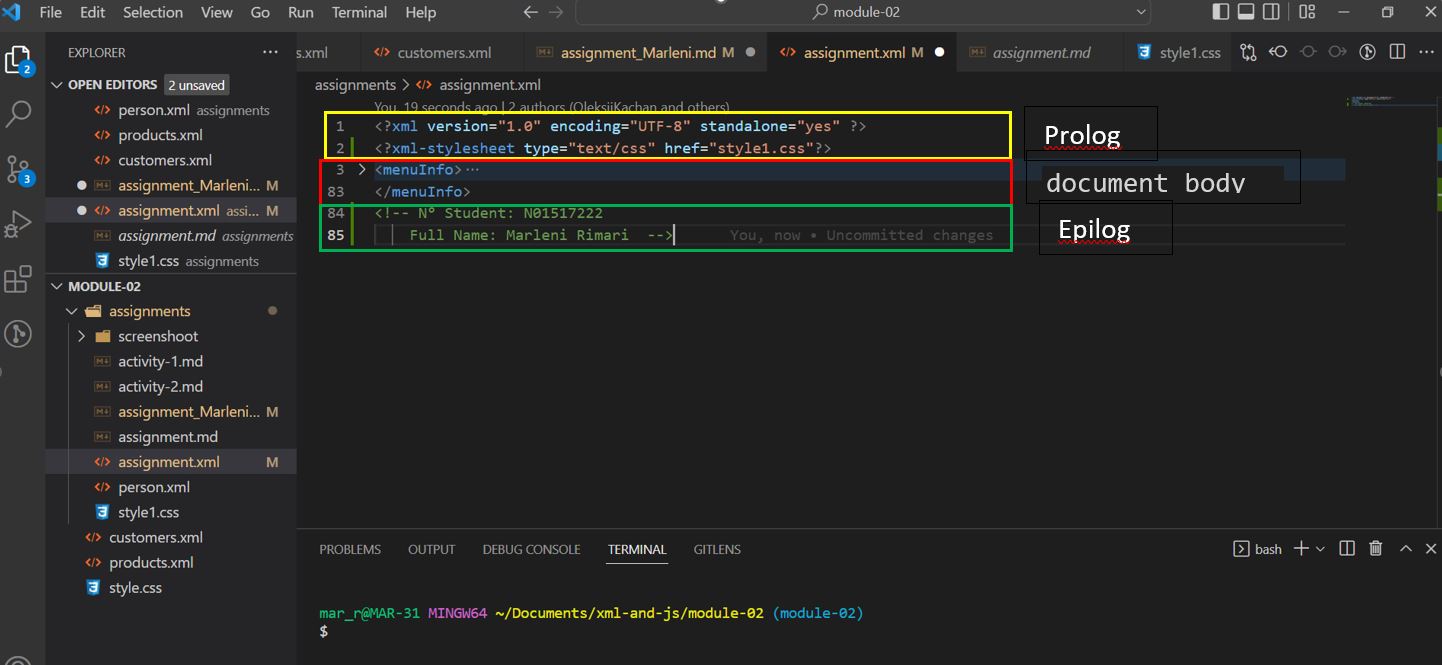 File Edit Selection View Go Run Terminal Help module-02
EXPLORER
OPEN EDITORS 2 unsaved
person.xml assignments
products.xml
customers.xml
assignment_Marleni... M
assignment.xml assi... M
assignment.md assignments
style1.css assignments
MODULE-02
assignments
screenshoot
activity-1.md
activity-2.md
assignment_Marleni... M
assignment.md
assignment.xml M
person.xml
style1.css
customers.xml
products.xml
style.css
2
3
s.xml customers.xml assignment_Marleni.md M assignment.xml M assignment.md style1.css
assignments > assignment.xml
You, 19 seconds ago | 2 authors (OleksiiKachan and others)
1 <?xml version="1.0" encoding="UTF-8" standalone="yes" ?>
2 <?xml-stylesheet type="text/css" href="style1.css"?>
3 <menuInfo>…
83 </menuInfo>
84 <!-- N° Student: N01517222
85 Full Name: Marleni Rimari --> You, now • Uncommitted changes
Prolog
document body
Epilog
PROBLEMS OUTPUT DEBUG CONSOLE TERMINAL GITLENS bash
mar_r@MAR-31 MINGW64 ~/Documents/xml-and-js/module-02 (module-02)
$